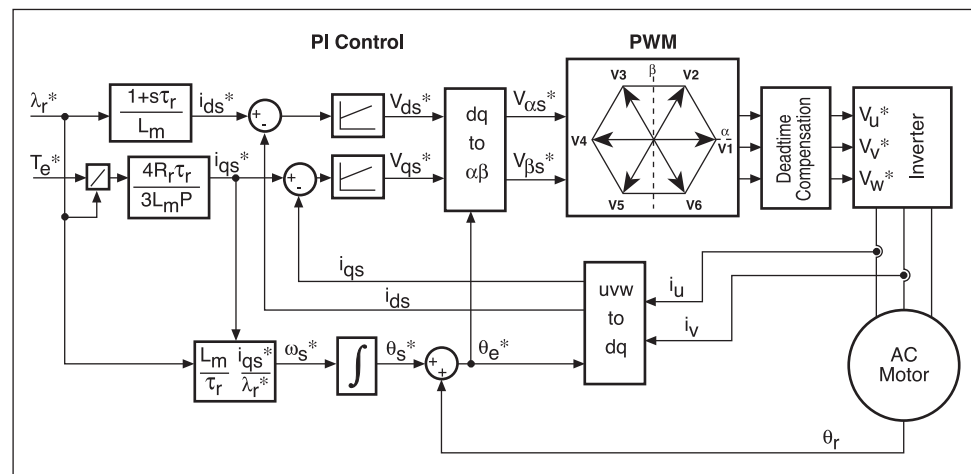 PI Control
PWM
λr*
1+sτr
Lm
ids*
+
-
Vds*
dq
to
αβ
Vαs*
V3
β
V2
V4
α
V1
V5
V6
Deadtime
Compensation
Vu*
Vv*
Vw*
Inverter
Te*
4Rrτr
3LmP
iqs*
+
-
Vqs*
Vβs*
iqs
ids
uvw
to
dq
iu
iv
Lm
τr
iqs*
λr*
ωs*
∫
θs*
+
+
θe*
AC
Motor
θr